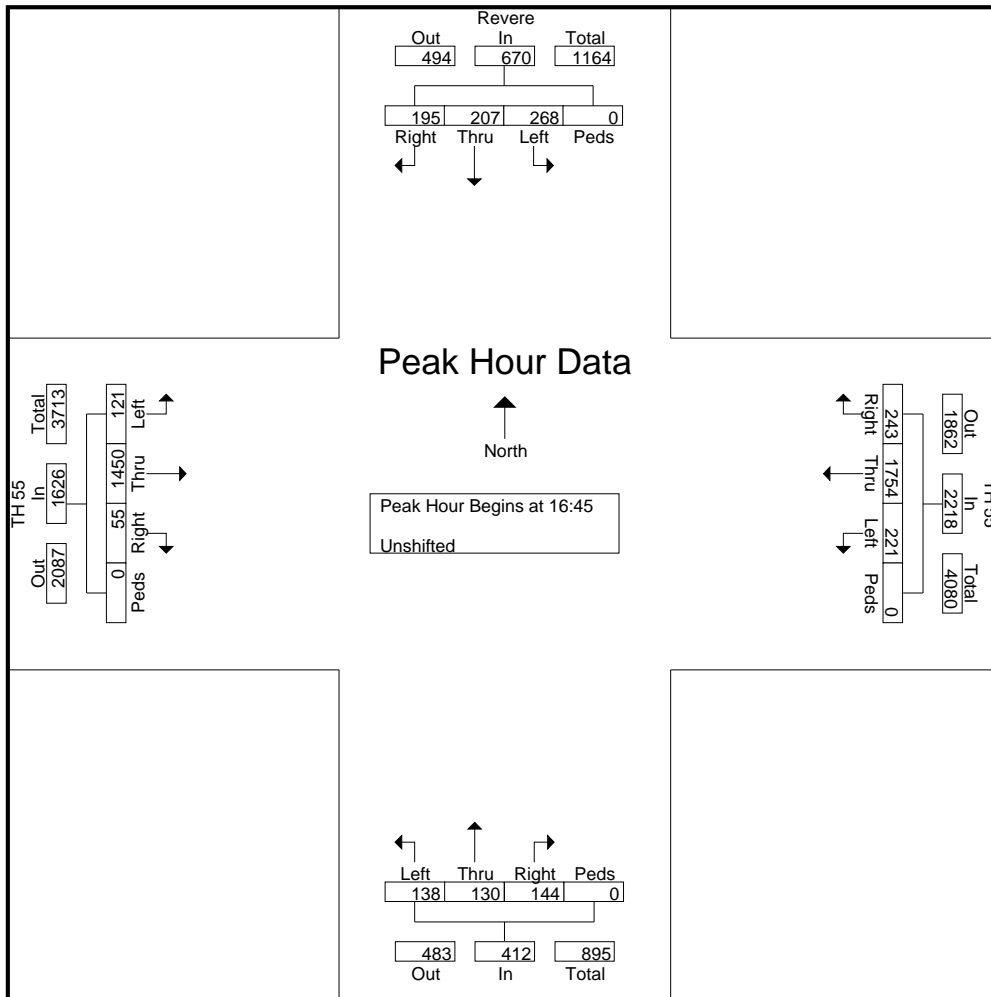 Revere
Out In Total
494 670 1164
195 207 268 0
Right Thru Left Peds
Peak Hour Data
North
Peak Hour Begins at 16:45
Unshifted
TH 55
Total In Out
3713 1626 2087
121 1450 55 0
Left Thru Right Peds
TH 55
Out In Total
1862 2218 4080
243 1754 221 0
Right Thru Left Peds
Left Thru Right Peds
138 130 144 0
483 412 895
Out In Total